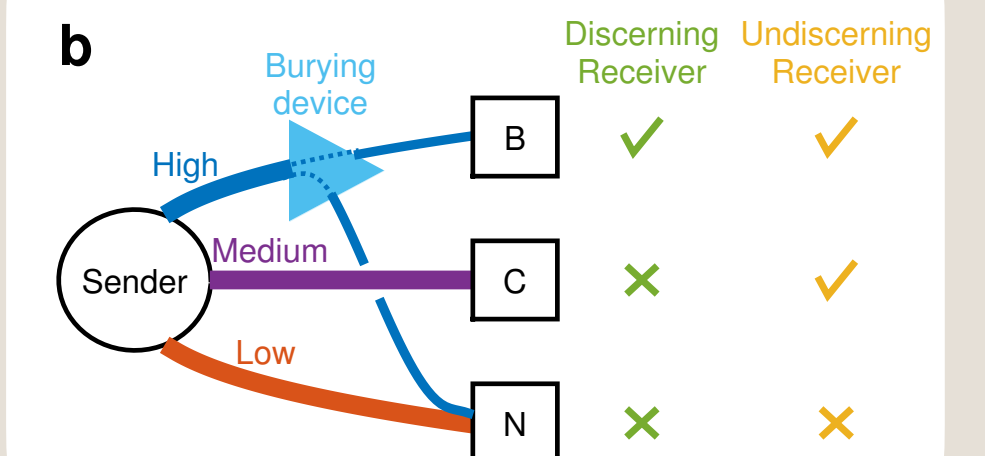 b
Discerning
Receiver
Undiscerning
Receiver
Burying
device
High
B
Medium
Sender
C
Low
N